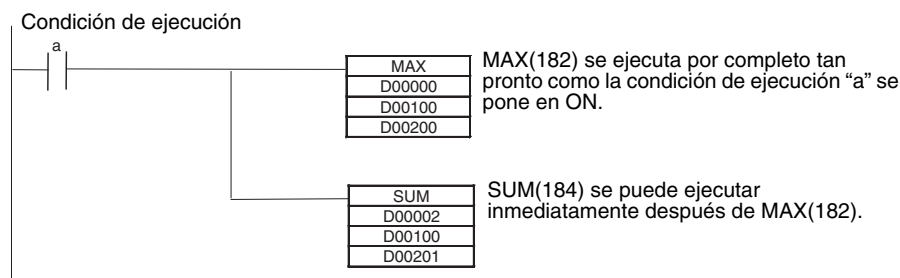 Condición de ejecución
a
MAX
D00000
D00100
D00200
MAX(182) se ejecuta por completo tan
pronto como la condición de ejecución “a” se
pone en ON.
SUM
D00002
D00100
D00201
SUM(184) se puede ejecutar
inmediatamente después de MAX(182).